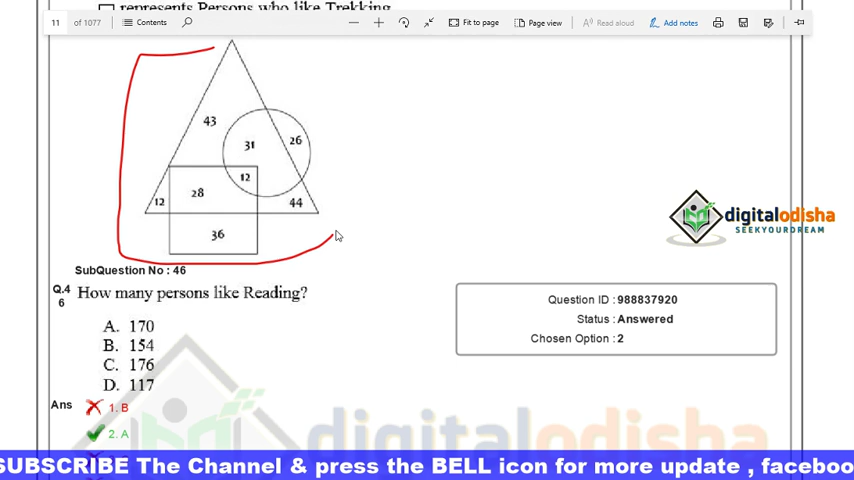 represents Persons who like Trekking
11 of 1077
Contents
Fit to page
Page view
Read aloud
Add notes
43
31
26
12
28
12
44
36
digitalodisha
SEEKYOURDREAM
SubQuestion No : 46
Q.4
6
How many persons like Reading?
A. 170
B. 154
C. 176
D. 117
Question ID : 988837920
Status : Answered
Chosen Option : 2
Ans
1. B
2. A
digitalodisha
SUBSCRIBE The Channel & press the BELL icon for more update , faceboo